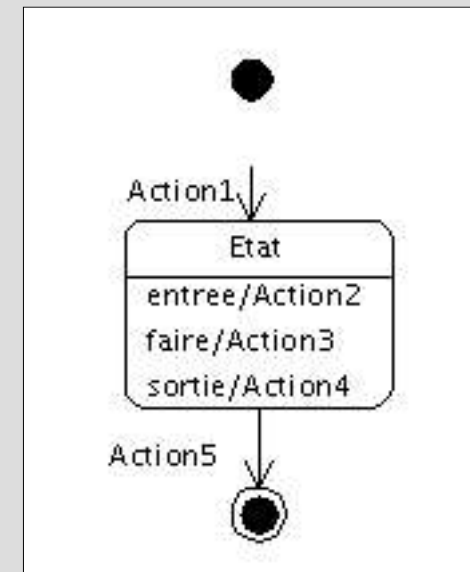 Action1
Etat
entree/Action2
faire/Action3
sortie/Action4
Action5